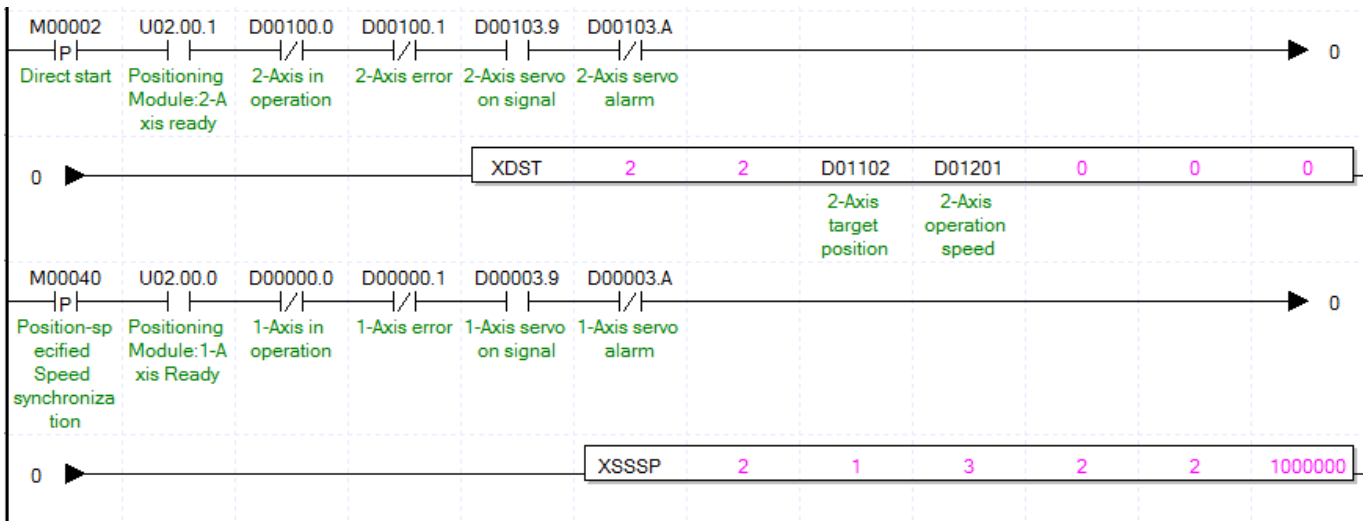 M00002 U02.00.1 D00100.0 D00100.1 D00103.9 D00103.A
P
0
Direct start Positioning 2-Axis in 2-Axis error 2-Axis servo 2-Axis servo
Module:2-A operation on signal alarm
xis ready
0 XDST 2 2 D01102 D01201 0 0 0
2-Axis 2-Axis
target operation
position speed
M00040 U02.00.0 D00000.0 D00000.1 D00003.9 D00003.A
P
0
Position-sp Positioning 1-Axis in 1-Axis error 1-Axis servo 1-Axis servo
ecified Module:1-A operation on signal alarm
Speed xis Ready
synchroniza
tion
0 XSSSP 2 1 3 2 2 1000000